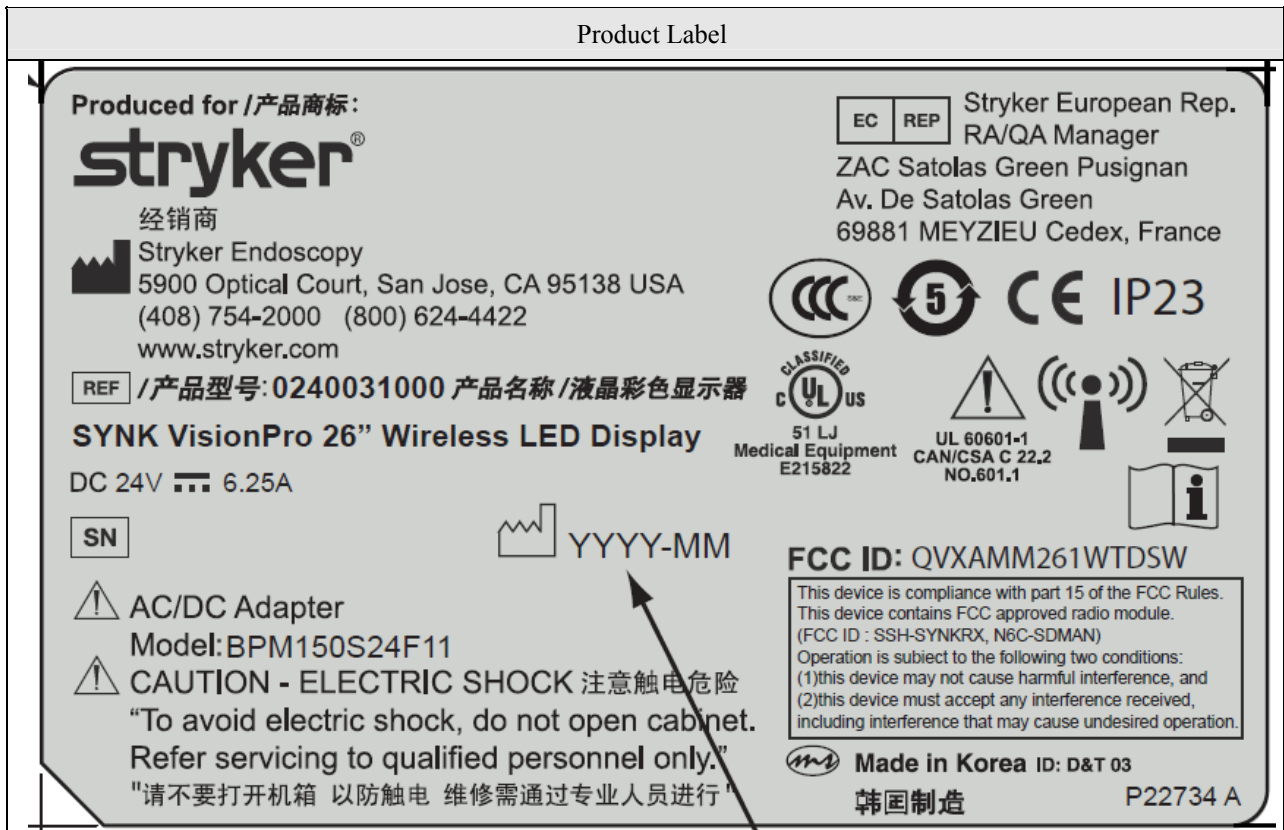 Product Label
Produced for /产品商标:
stryker®
经销商
Stryker Endoscopy
5900 Optical Court, San Jose, CA 95138 USA
(408) 754-2000 (800) 624-4422
www.stryker.com
REF /产品型号:0240031000 产品名称 /液晶彩色显示器
SYNK VisionPro 26” Wireless LED Display
DC 24V 6.25A
SN
YYYY-MM
AC/DC Adapter
Model:BPM150S24F11
CAUTION - ELECTRIC SHOCK 注意触电危险
“To avoid electric shock, do not open cabinet.
Refer servicing to qualified personnel only.”
"请不要打开机箱 以防触电 维修需通过专业人员进行"
EC REP
Stryker European Rep.
RA/QA Manager
ZAC Satolas Green Pusignan
Av. De Satolas Green
69881 MEYZIEU Cedex, France
CCC S&E 5 CE IP23
CLASSIFIED
C UL US
51 LJ
Medical Equipment
E215822
UL 60601-1
CAN/CSA C 22.2
NO.601.1
i
FCC ID: QVXAMM261WTDSW
This device is compliance with part 15 of the FCC Rules.
This device contains FCC approved radio module.
(FCC ID : SSH-SYNKRX, N6C-SDMAN)
Operation is subiect to the following two conditions:
(1)this device may not cause harmful interference, and
(2)this device must accept any interference received,
including interference that may cause undesired operation.
Made in Korea ID: D&T 03
韩国制造
P22734 A